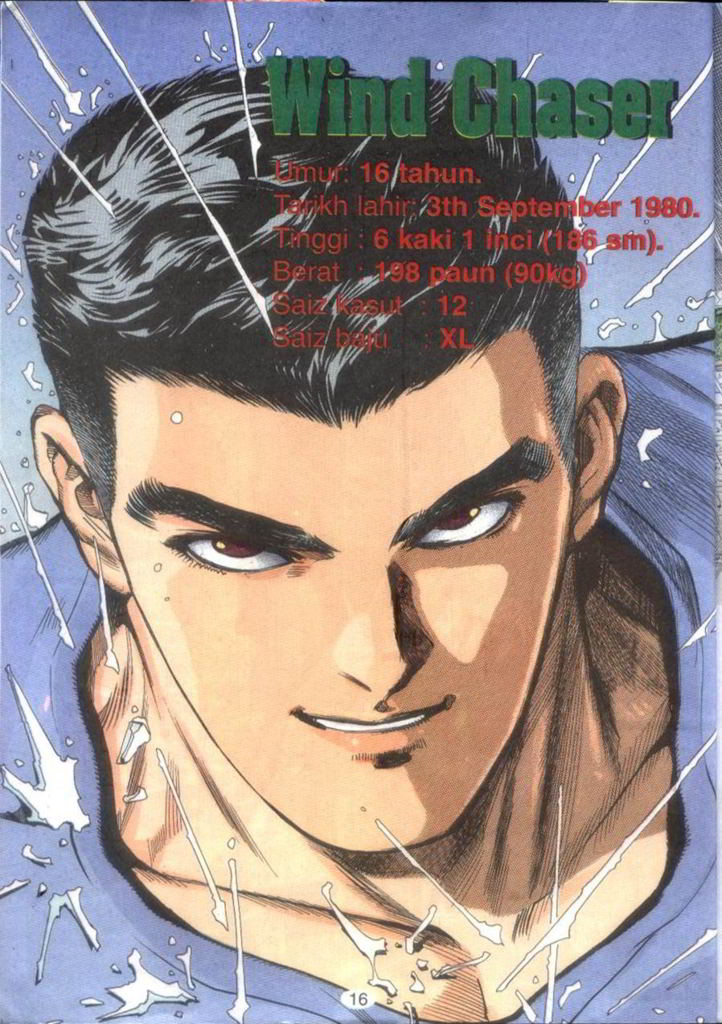 Wind Chaser
Umur: 16 tahun.
Tarikh lahir: 3th September 1980.
Tinggi : 6 kaki 1 inci (186 sm).
Berat : 198 paun (90kg)
Saiz kasut : 12
Saiz baju : XL
16